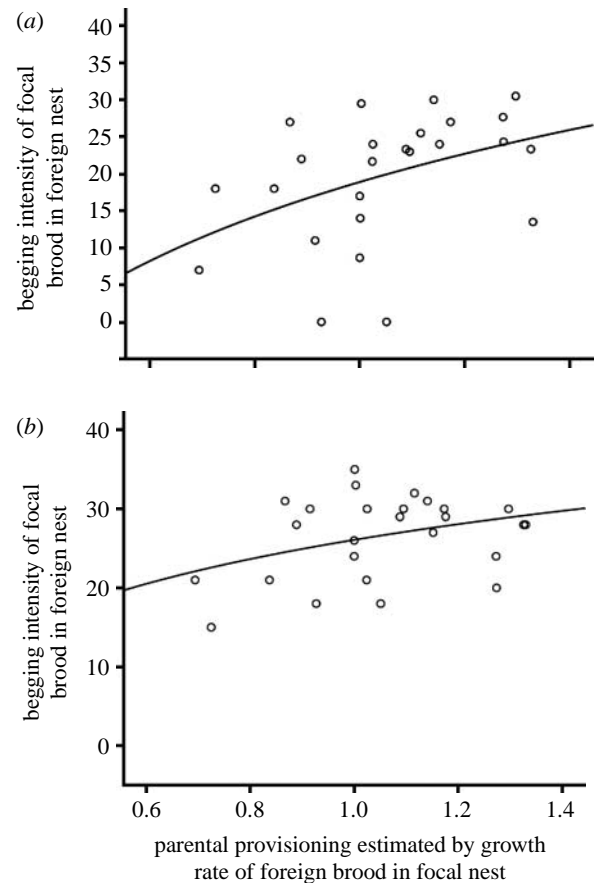 (a)
40
35
30
25
20
15
10
5
0
begging intensity of focal
brood in foreign nest
(b)
40
30
20
10
0
begging intensity of focal
brood in foreign nest
0.6 0.8 1.0 1.2 1.4
parental provisioning estimated by growth
rate of foreign brood in focal nest